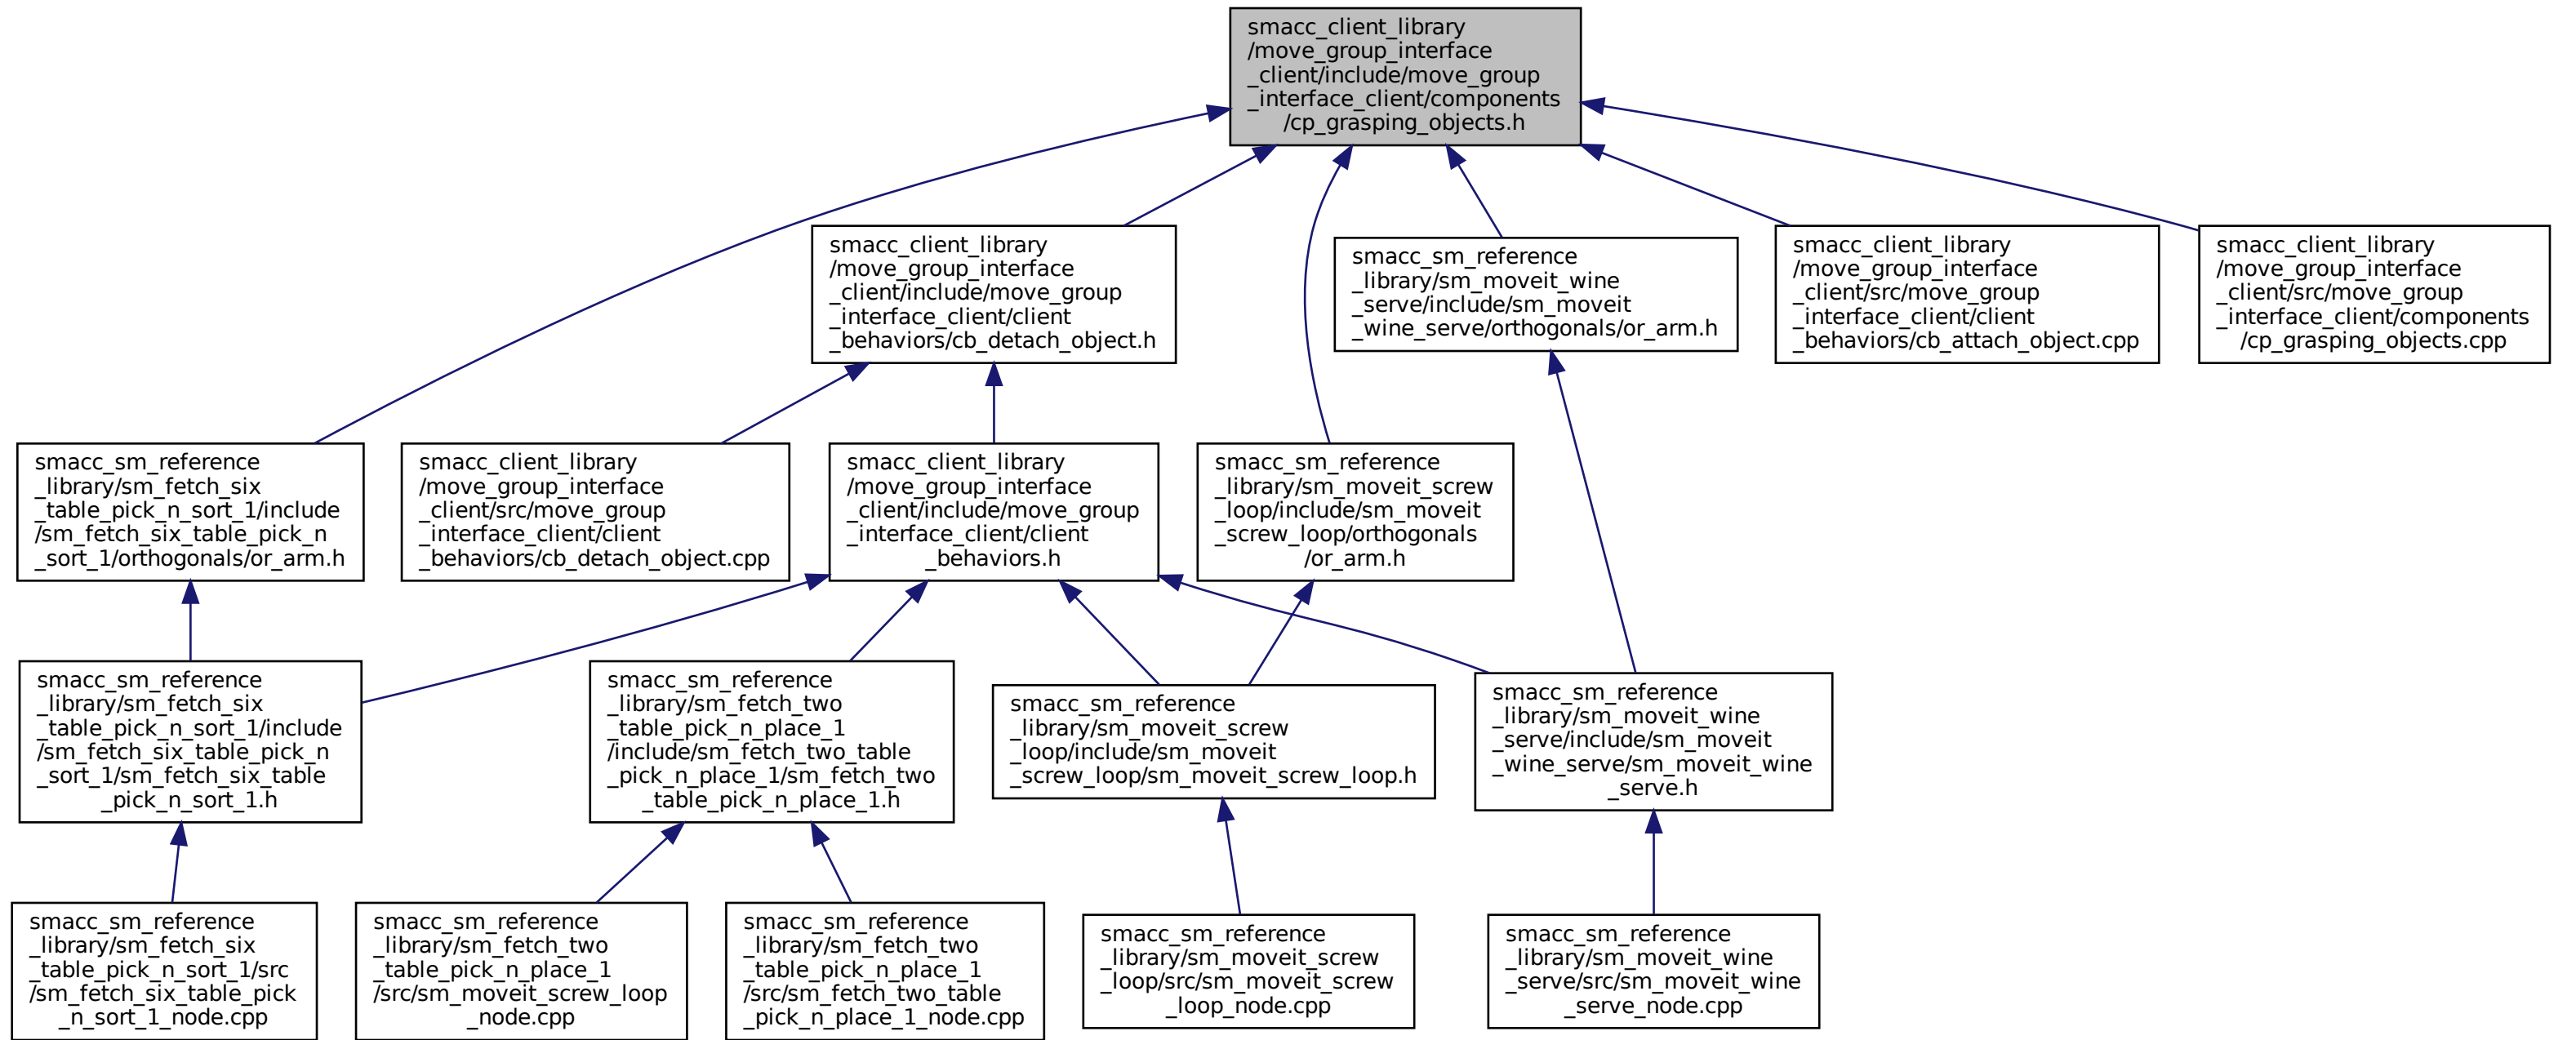 smacc_client_library
/move_group_interface
_client/include/move_group
_interface_client/components
/cp_grasping_objects.h
smacc_client_library
/move_group_interface
_client/include/move_group
_interface_client/client
_behaviors/cb_detach_object.h
smacc_sm_reference
_library/sm_moveit_wine
_serve/include/sm_moveit
_wine_serve/orthogonals/or_arm.h
smacc_client_library
/move_group_interface
_client/src/move_group
_interface_client/client
_behaviors/cb_attach_object.cpp
smacc_client_library
/move_group_interface
_client/src/move_group
_interface_client/components
/cp_grasping_objects.cpp
smacc_sm_reference
_library/sm_fetch_six
_table_pick_n_sort_1/include
/sm_fetch_six_table_pick_n
_sort_1/orthogonals/or_arm.h
smacc_client_library
/move_group_interface
_client/src/move_group
_interface_client/client
_behaviors/cb_detach_object.cpp
smacc_client_library
/move_group_interface
_client/include/move_group
_interface_client/client
_behaviors.h
smacc_sm_reference
_library/sm_moveit_screw
_loop/include/sm_moveit
_screw_loop/orthogonals
/or_arm.h
smacc_sm_reference
_library/sm_fetch_six
_table_pick_n_sort_1/include
/sm_fetch_six_table_pick_n
_sort_1/sm_fetch_six_table
_pick_n_sort_1.h
smacc_sm_reference
_library/sm_fetch_two
_table_pick_n_place_1
/include/sm_fetch_two_table
_pick_n_place_1/sm_fetch_two
_table_pick_n_place_1.h
smacc_sm_reference
_library/sm_moveit_screw
_loop/include/sm_moveit
_screw_loop/sm_moveit_screw_loop.h
smacc_sm_reference
_library/sm_moveit_wine
_serve/include/sm_moveit
_wine_serve/sm_moveit_wine
_serve.h
smacc_sm_reference
_library/sm_fetch_six
_table_pick_n_sort_1/src
/sm_fetch_six_table_pick
_n_sort_1_node.cpp
smacc_sm_reference
_library/sm_fetch_two
_table_pick_n_place_1
/src/sm_moveit_screw_loop
_node.cpp
smacc_sm_reference
_library/sm_fetch_two
_table_pick_n_place_1
/src/sm_fetch_two_table
_pick_n_place_1_node.cpp
smacc_sm_reference
_library/sm_moveit_screw
_loop/src/sm_moveit_screw
_loop_node.cpp
smacc_sm_reference
_library/sm_moveit_wine
_serve/src/sm_moveit_wine
_serve_node.cpp